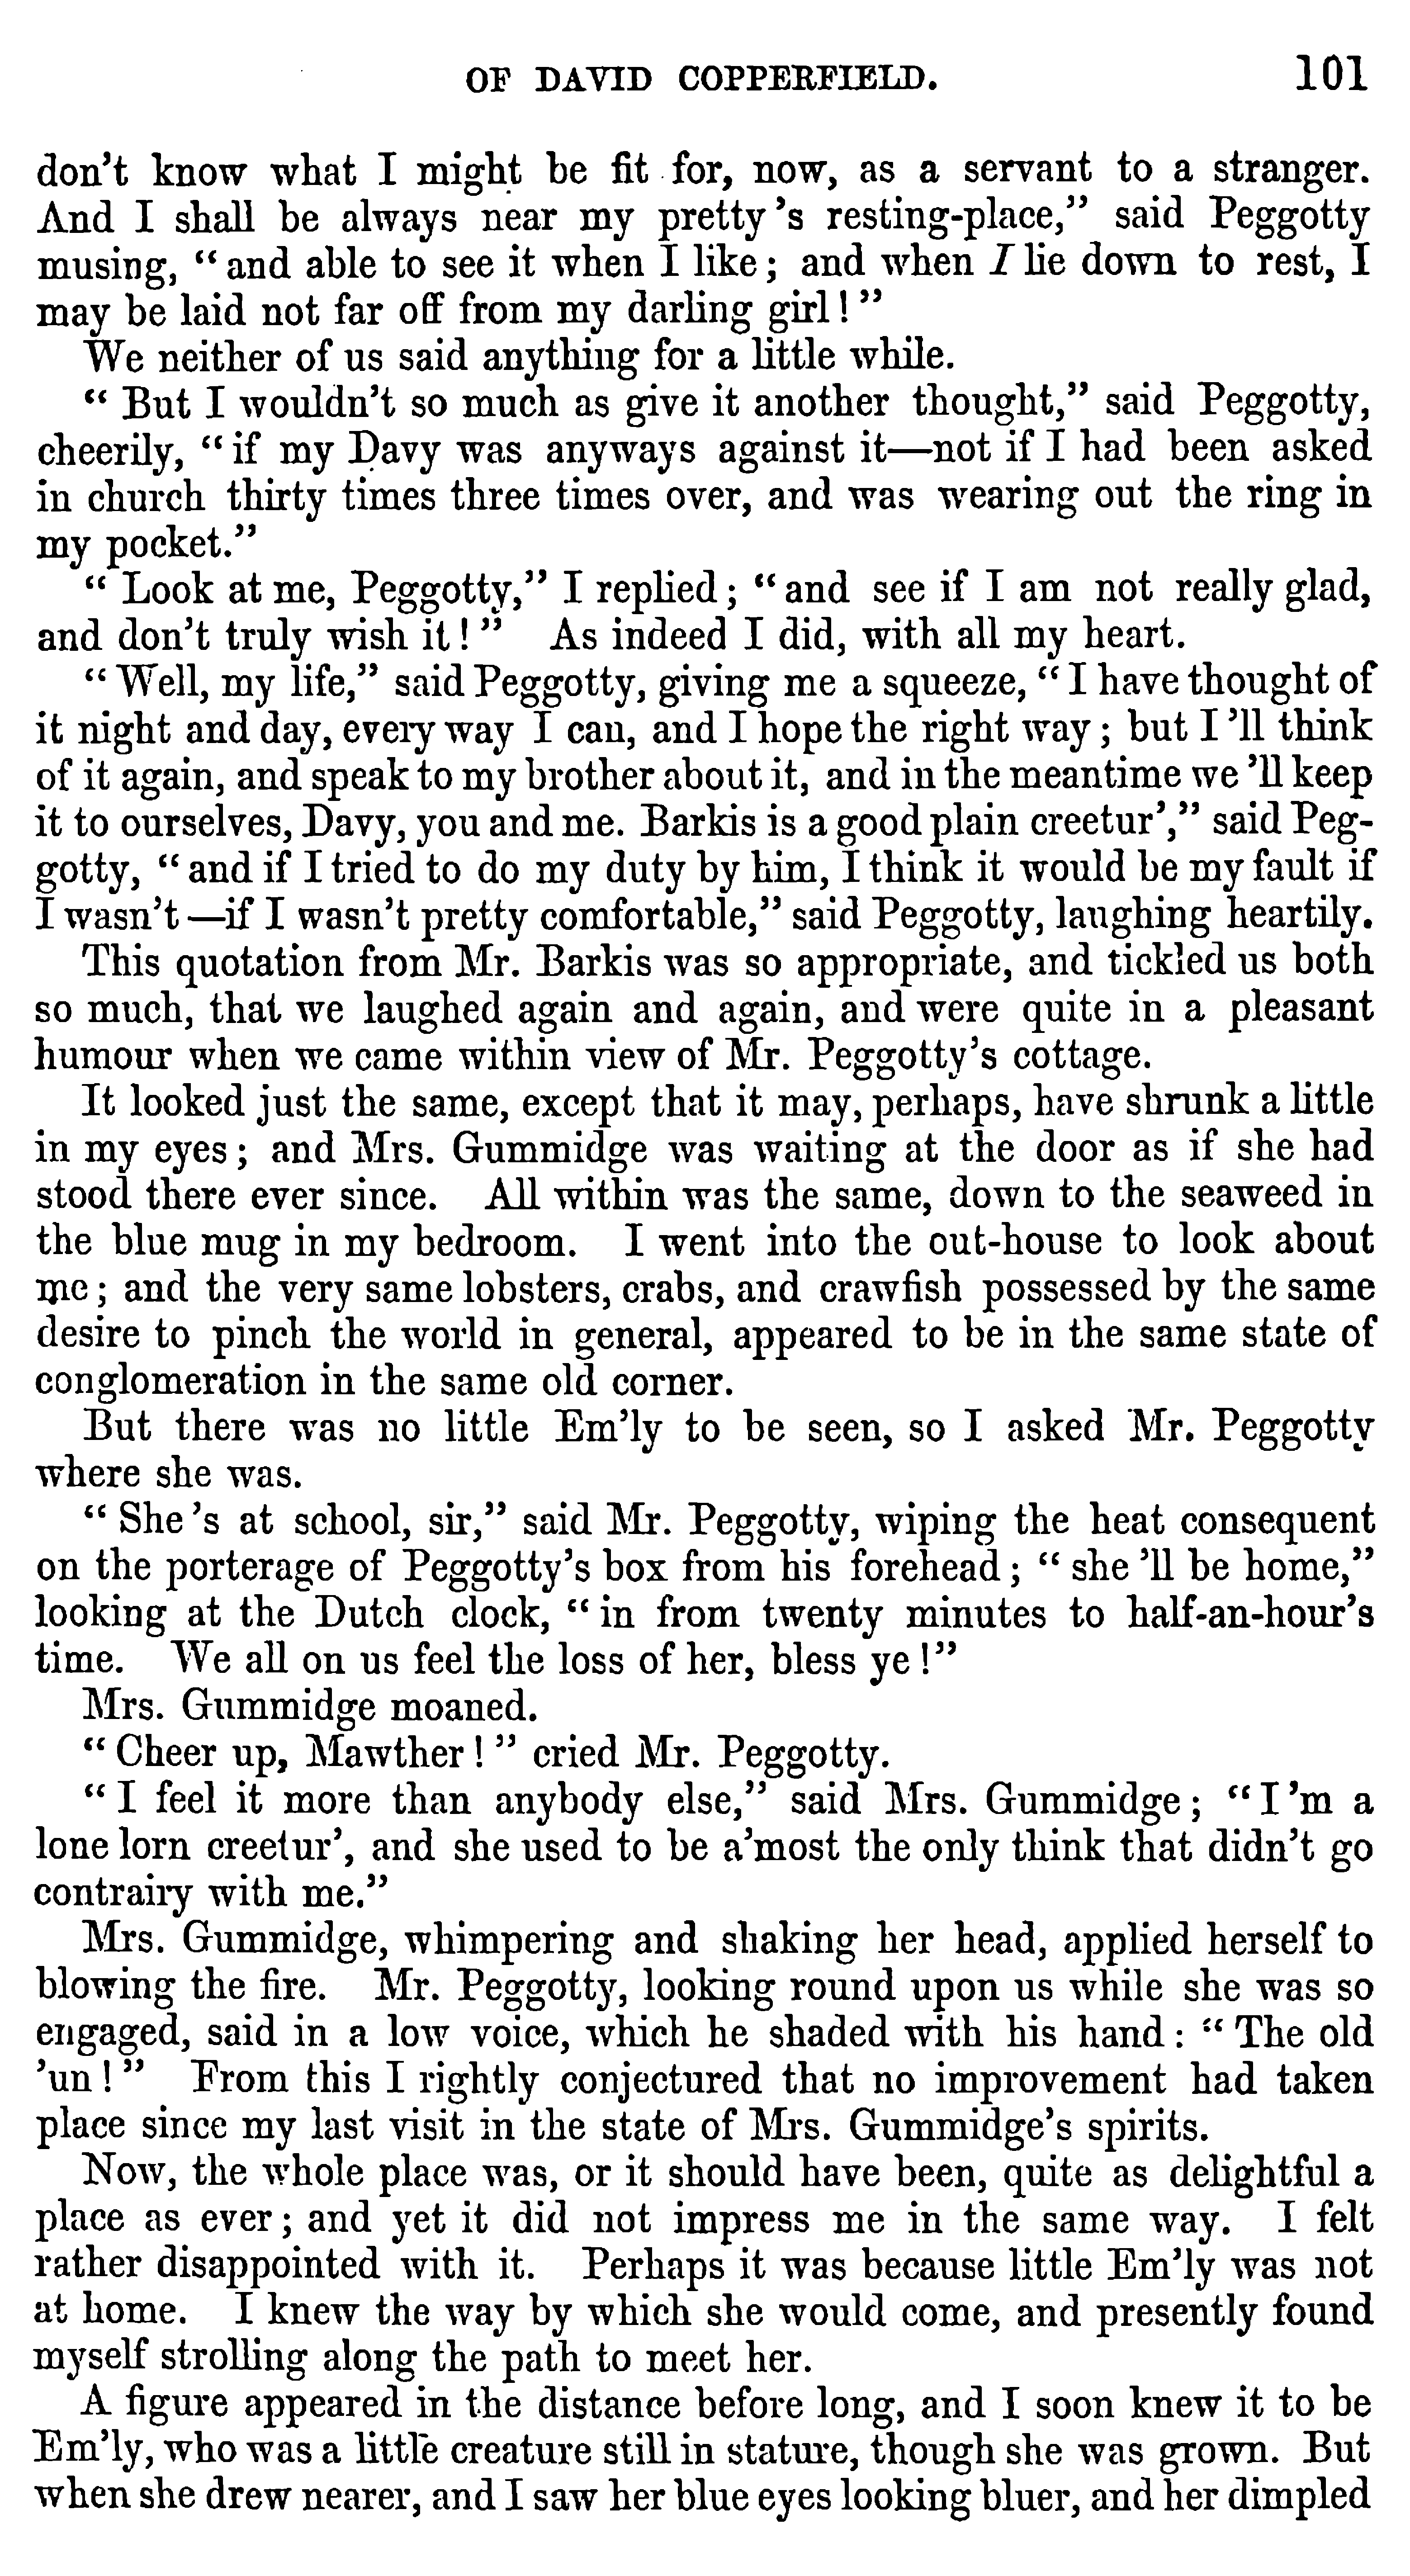 OF DAVID COPPERFIELD. 101
don't know what I might be fit for, now, as a servant to a stranger.
And I shall be always near my pretty's resting-place," said Peggotty
musing, "and able to see it when I like; and when I lie down to rest, I
may be laid not far off from my darling girl!"
We neither of us said anything for a little while.
"But I wouldn't so much as give it another thought," said Peggotty,
cheerily, "if my Davy was anyways against it—not if I had been asked
in church thirty times three times over, and was wearing out the ring in
my pocket."
"Look at me, Peggotty," I replied; "and see if I am not really glad,
and don't truly wish it!" As indeed I did, with all my heart.
"Well, my life," said Peggotty, giving me a squeeze, "I have thought of
it night and day, every way I can, and I hope the right way; but I'll think
of it again, and speak to my brother about it, and in the meantime we'll keep
it to ourselves, Davy, you and me. Barkis is a good plain creetur'," said Peg-
gotty, "and if I tried to do my duty by him, I think it would be my fault if
I wasn't—if I wasn't pretty comfortable," said Peggotty, laughing heartily.
This quotation from Mr. Barkis was so appropriate, and tickled us both
so much, that we laughed again and again, and were quite in a pleasant
humour when we came within view of Mr. Peggotty's cottage.
It looked just the same, except that it may, perhaps, have shrunk a little
in my eyes; and Mrs. Gummidge was waiting at the door as if she had
stood there ever since. All within was the same, down to the seaweed in
the blue mug in my bedroom. I went into the out-house to look about
me; and the very same lobsters, crabs, and crawfish possessed by the same
desire to pinch the world in general, appeared to be in the same state of
conglomeration in the same old corner.
But there was no little Em'ly to be seen, so I asked Mr. Peggotty
where she was.
"She's at school, sir," said Mr. Peggotty, wiping the heat consequent
on the porterage of Peggotty's box from his forehead; "she'll be home,"
looking at the Dutch clock, "in from twenty minutes to half-an-hour's
time. We all on us feel the loss of her, bless ye!"
Mrs. Gummidge moaned.
"Cheer up, Mawther!" cried Mr. Peggotty.
"I feel it more than anybody else," said Mrs. Gummidge; "I'm a
lone lorn creetur', and she used to be a'most the only think that didn't go
contrairy with me."
Mrs. Gummidge, whimpering and shaking her head, applied herself to
blowing the fire. Mr. Peggotty, looking round upon us while she was so
engaged, said in a low voice, which he shaded with his hand: "The old
'un!" From this I rightly conjectured that no improvement had taken
place since my last visit in the state of Mrs. Gummidge's spirits.
Now, the whole place was, or it should have been, quite as delightful a
place as ever; and yet it did not impress me in the same way. I felt
rather disappointed with it. Perhaps it was because little Em'ly was not
at home. I knew the way by which she would come, and presently found
myself strolling along the path to meet her.
A figure appeared in the distance before long, and I soon knew it to be
Em'ly, who was a little creature still in stature, though she was grown. But
when she drew nearer, and I saw her blue eyes looking bluer, and her dimpled